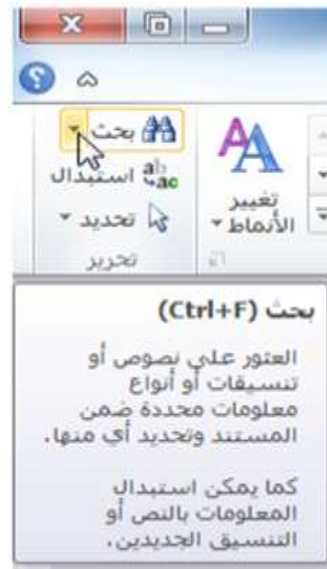 بحث
استبدال
تحديد
تحرير
تغيير
الأنماط
بحث (Ctrl+F)
العثور على نصوص أو
تنسيقات أو أنواع
معلومات محددة ضمن
المستند وتحديد أي منها.
كما يمكن استبدال
المعلومات بالنص أو
التنسيق الجديدين.